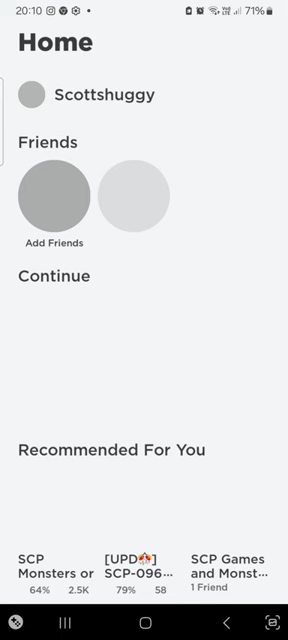 20:10
71%
Home
Scottshuggy
Friends
Add Friends
Continue
Recommended For You
SCP
Monsters or
64% 2.5K
[UPD🎊]
SCP-096...
79% 58
SCP Games
and Monst...
1 Friend